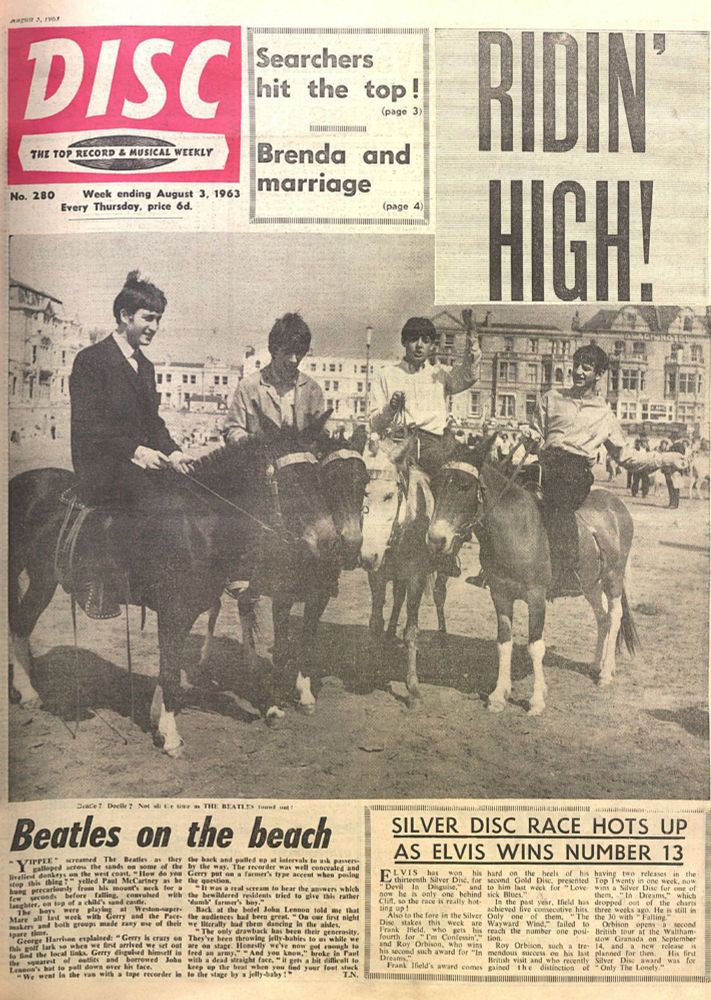 August 3, 1963
DISC
THE TOP RECORD & MUSICAL WEEKLY
No. 280
Week ending August 3, 1963
Every Thursday, price 6d.
Searchers
hit the top!
(page 3)
Brenda and
marriage
(page 4)
RIDIN'
HIGH!
THE BEATLES found out!
Beatles on the beach
"YIPPEE" screamed The Beatles as they
galloped across the sands on some of the
liveliest donkeys on the west coast. "How do you
stop this thing?" yelled Paul McCartney as he
hung precariously from his mount's neck for a
few seconds before falling, convulsed with
laughter, on top of a child's sand castle.
The boys were playing at Weston-super-
Mare all last week with Gerry and the Pace-
makers and both groups made zany use of their
spare time.
George Harrison explained: "Gerry is crazy on
this golf lark so when we first arrived we set out
to find the local links. Gerry disguised himself in
the squarest of outfits and borrowed John
Lennon's hat to pull down over his face.
"We went in the van with a tape recorder in
the back and pulled up at intervals to ask passers-
by the way. The recorder was well concealed and
Gerry put on a farmer's type accent when posing
the question.
"It was a real scream to hear the answers which
the bewildered residents tried to give this rather
'dumb' farmer's boy."
Back at the hotel John Lennon told me that
the audiences had been great. "On our first night
we literally had them dancing in the aisles.
"The only drawback has been their generosity.
They've been throwing jelly-babies to us while we
are on stage. Honestly we've now got enough to
feed an army." "And you know," broke in Paul
with a dead straight face, "it gets a bit difficult to
keep up the beat when you find your foot stuck
to the stage by a jelly-baby!" T.N.
SILVER DISC RACE HOTS UP
AS ELVIS WINS NUMBER 13
ELVIS has won his
thirteenth Silver Disc, for
"Devil In Disguise," and
now he is only one behind
Cliff, so the race is really hot-
ting up!
Also to the fore in the Silver
Disc stakes this week are
Frank Ifield, who gets his
fourth for "I'm Confessin',"
and Roy Orbison, who wins
his second such award for "In
Dreams."
Frank Ifield's award comes
hard on the heels of his
second Gold Disc, presented
to him last week for "Love-
sick Blues."
In the past year, Ifield has
achieved five consecutive hits.
Only one of them, "The
Wayward Wind," failed to
reach the number one posi-
tion.
Roy Orbison, such a tre-
mendous success on his last
British visit and who recently
gained the distinction of
having two releases in the
Top Twenty in one week, now
wins a Silver Disc for one of
them, "In Dreams," which
dropped out of the charts
three weeks ago. He is still in
the 30 with "Falling."
Orbison opens a second
British tour at the Waltham-
stow Granada on September
14, and a new release is
planned for then. His first
Silver Disc award was for
"Only The Lonely."